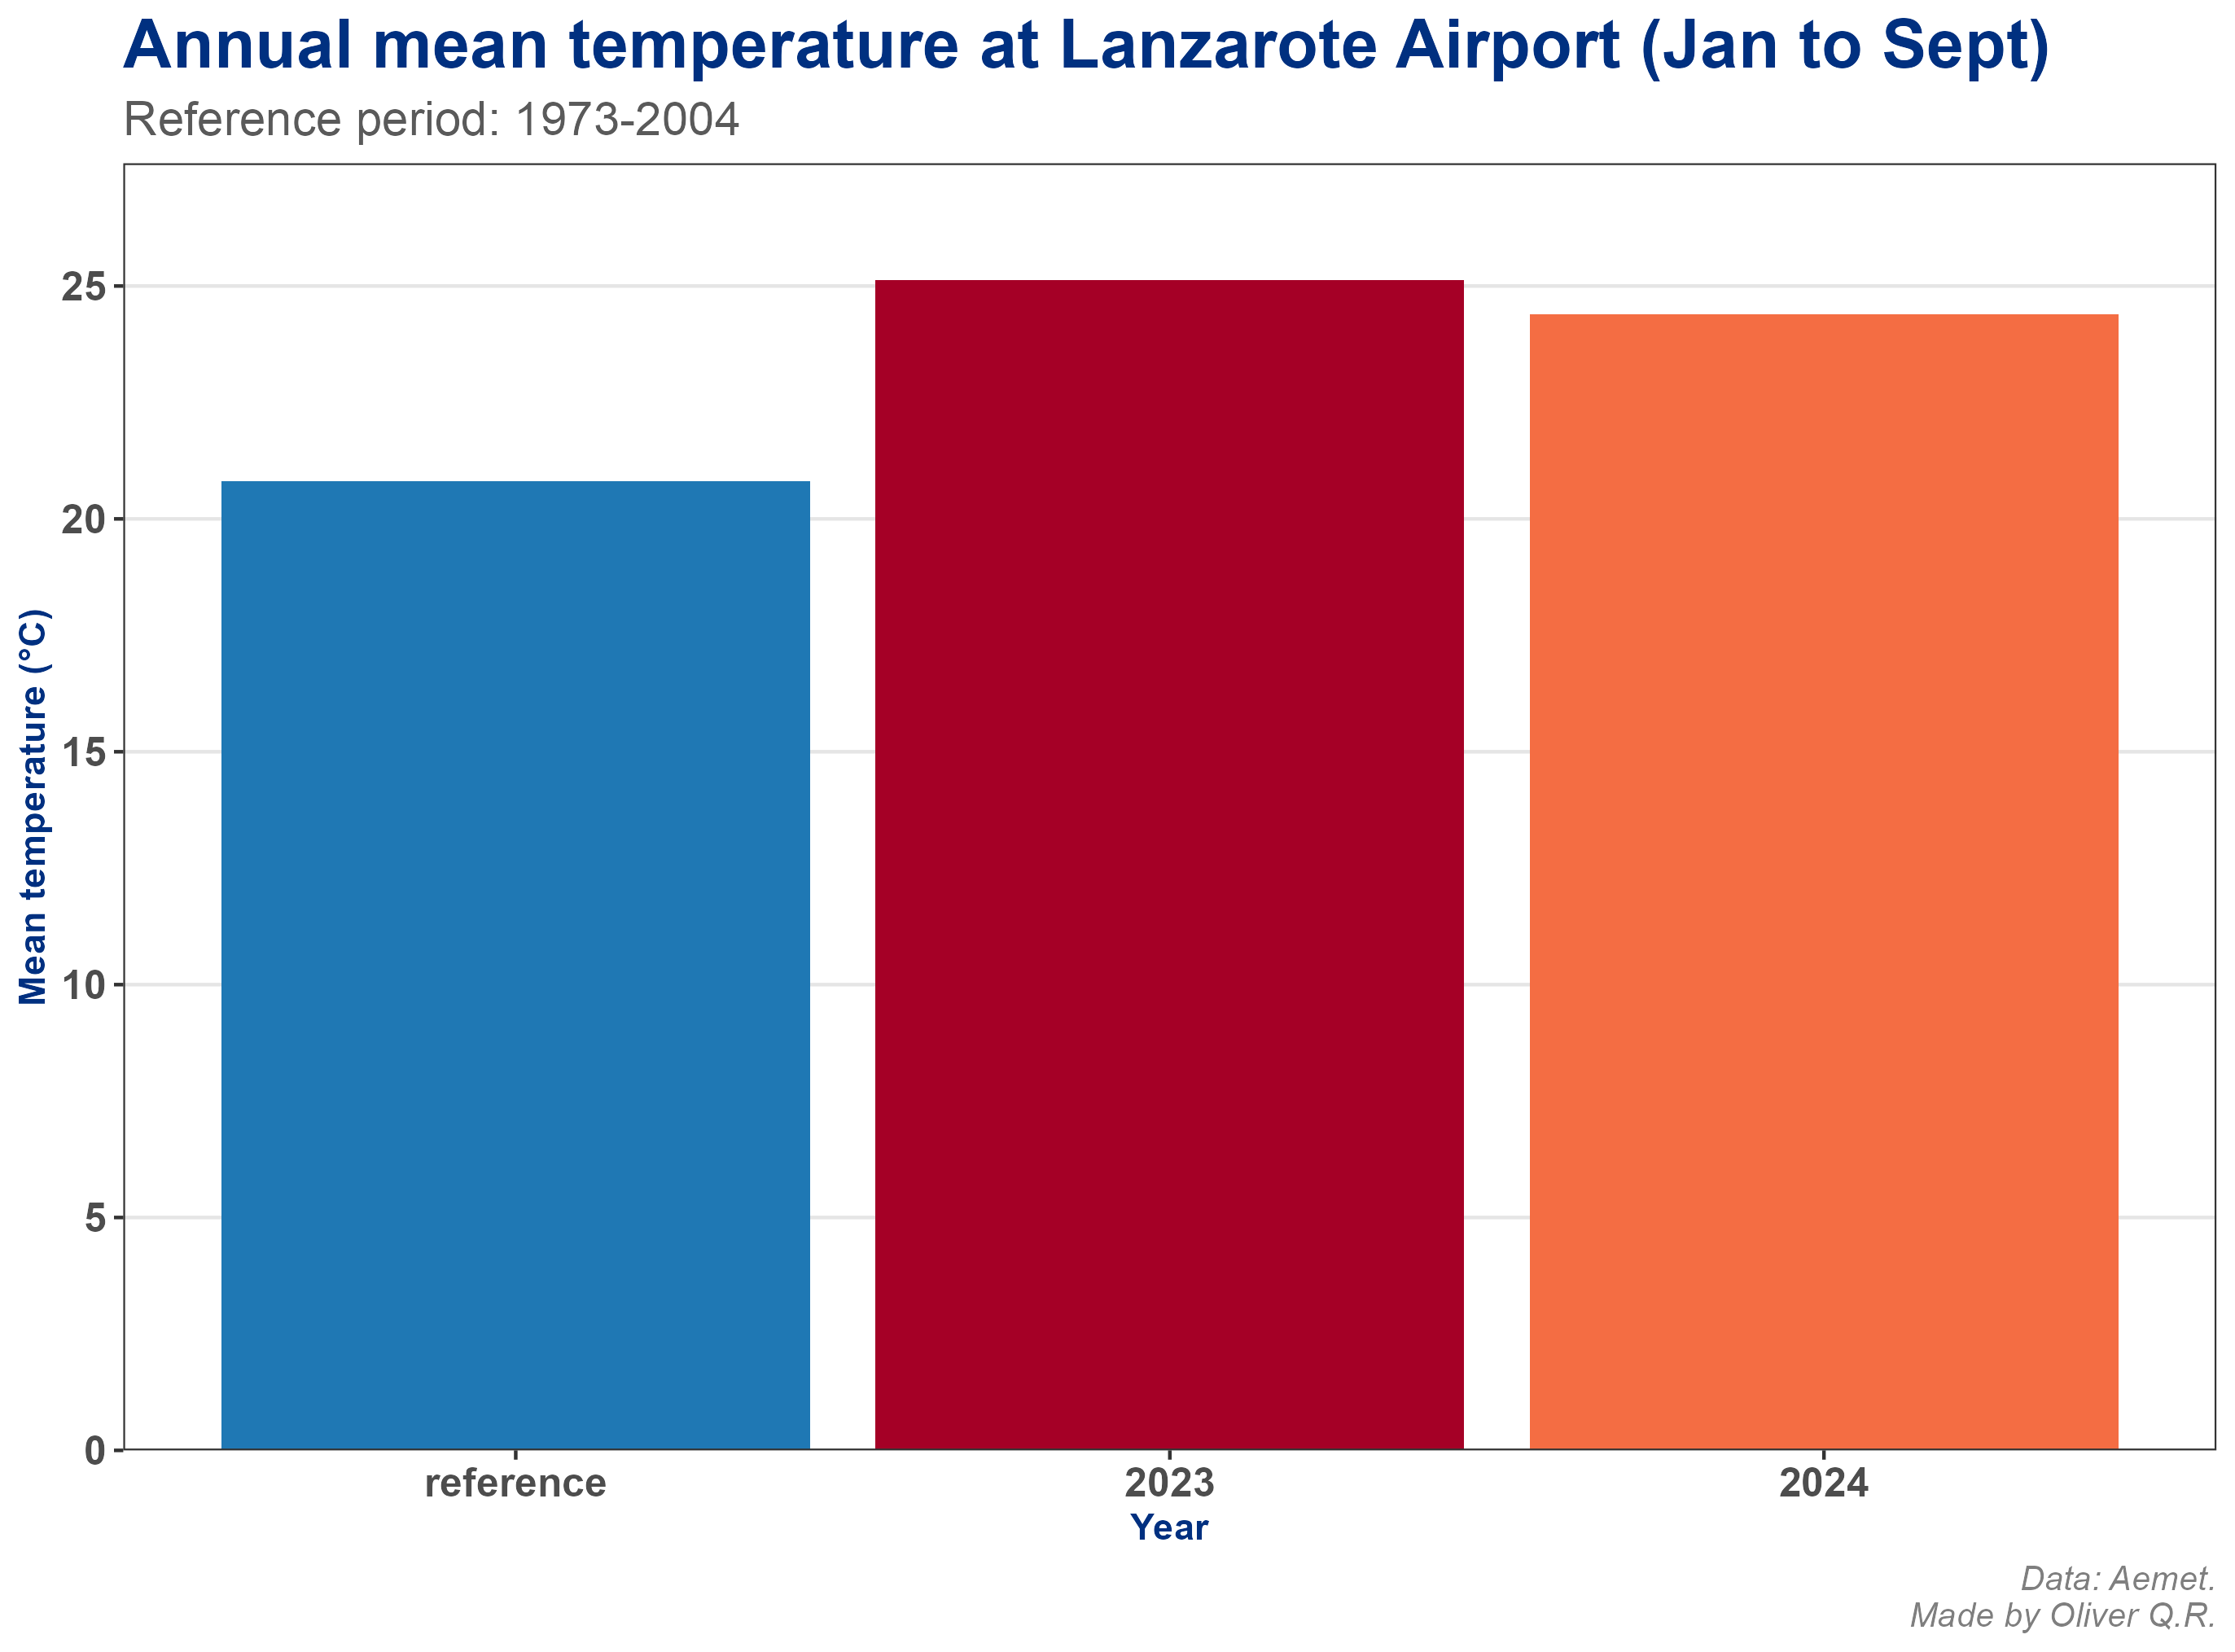 Annual mean temperature at Lanzarote Airport (Jan to Sept)
Reference period: 1973-2004
25
20
15
10
5
0
Mean temperature (°C)
reference
2023
2024
Year
Data: Aemet.
Made by Oliver Q.R.